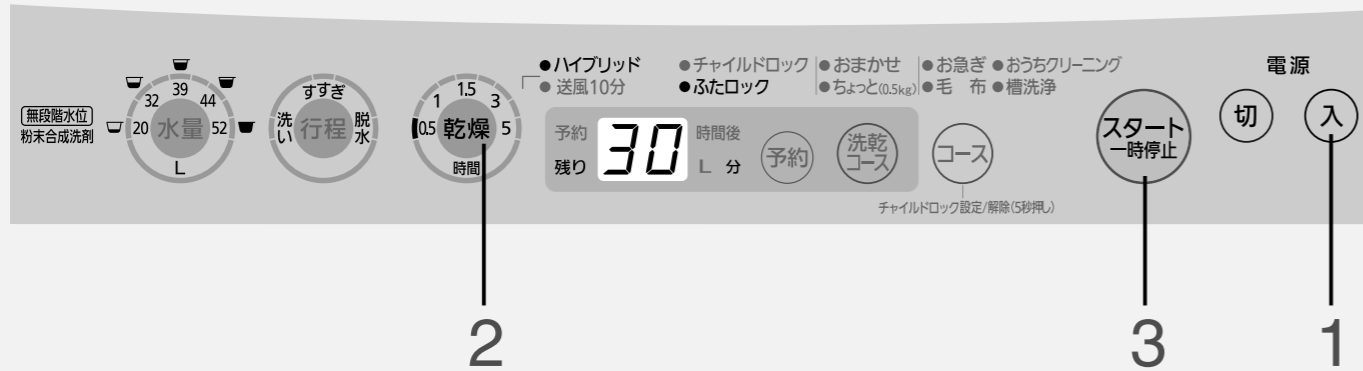 無段階水位
粉末合成洗剤
20 32 39 44 52
水量
L
洗い すすぎ 脱水
行程
0.5 1 1.5 3 5
乾燥
時間
●ハイブリッド ●チャイルドロック ●おまかせ ●お急ぎ ●おうちクリーニング
●送風10分 ●ふたロック ●ちょっと(0.5kg) ●毛 布 ●槽洗浄
予約 30 時間後
残り L 分
予約
洗乾
コース
コース
チャイルドロック設定/解除(5秒押し)
スタート
一時停止
電源
切 入
2 3 1